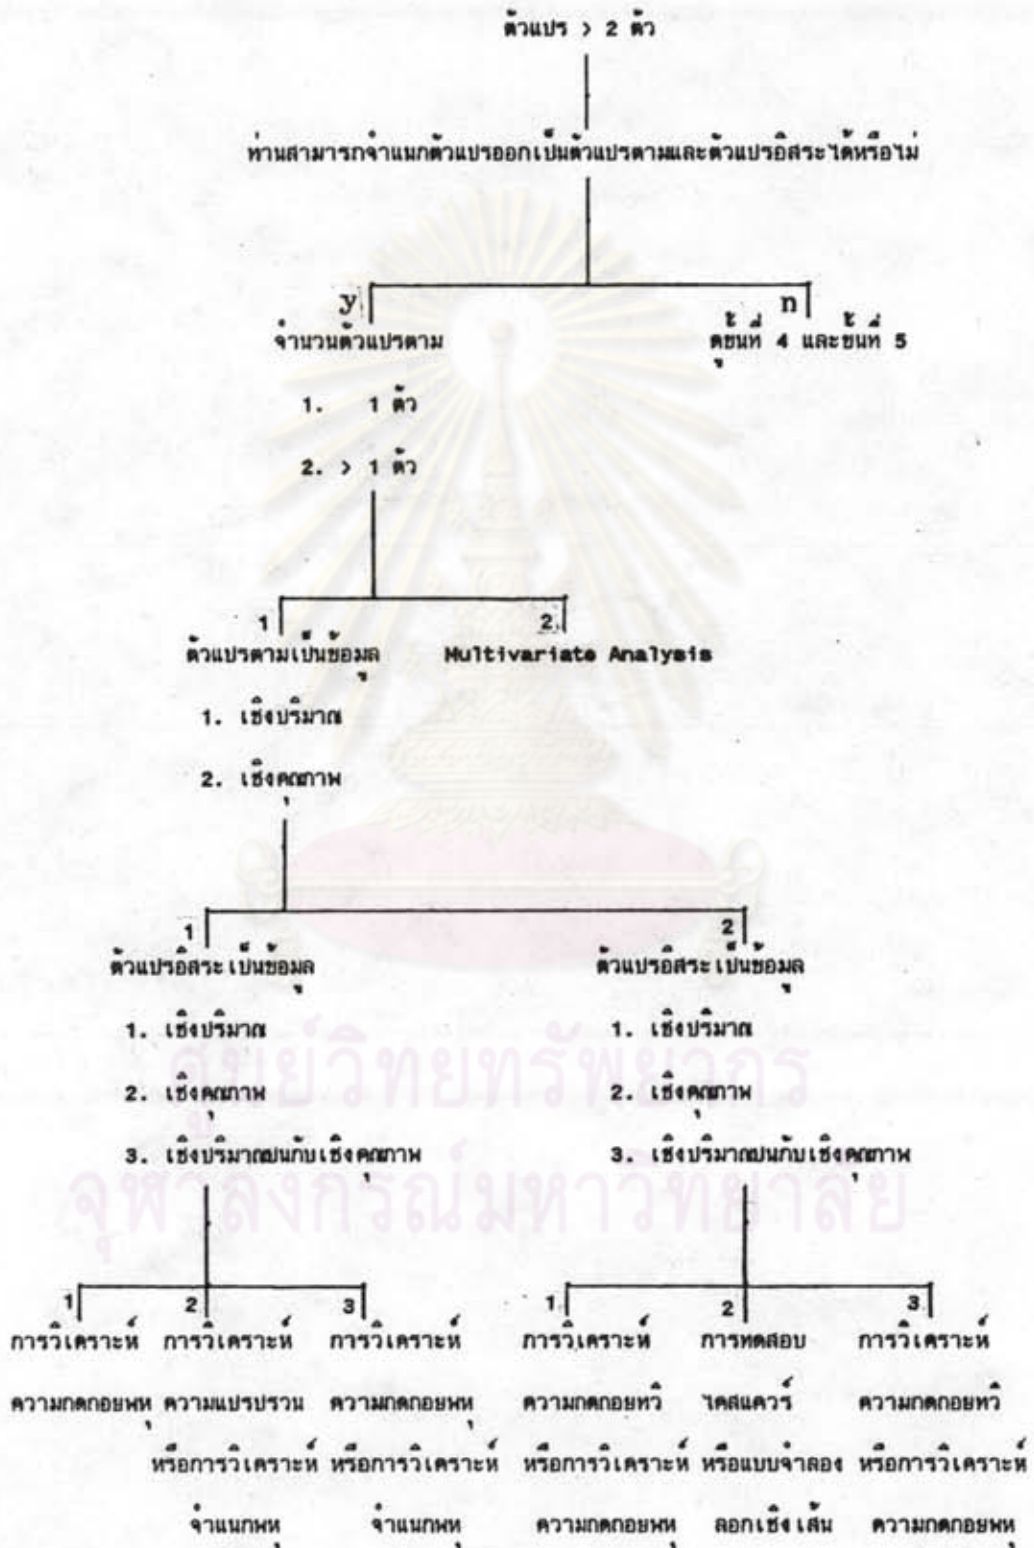 ตัวแปร > 2 ตัว
ท่านสามารถจำแนกตัวแปรออกเป็นตัวแปรตามและตัวแปรอิสระได้หรือไม่
y n
จำนวนตัวแปรตาม ดูขั้นที่ 4 และขั้นที่ 5
1. 1 ตัว
2. > 1 ตัว
1 2
ตัวแปรตามเป็นข้อมูล Multivariate Analysis
1. เชิงปริมาณ
2. เชิงคุณภาพ
1 2
ตัวแปรอิสระเป็นข้อมูล ตัวแปรอิสระเป็นข้อมูล
1. เชิงปริมาณ 1. เชิงปริมาณ
2. เชิงคุณภาพ 2. เชิงคุณภาพ
3. เชิงปริมาณปนกับเชิงคุณภาพ 3. เชิงปริมาณปนกับเชิงคุณภาพ
ศูนย์วิทยทรัพยากร
จุฬาลงกรณ์มหาวิทยาลัย
1 2 3 1 2 3
การวิเคราะห์ การวิเคราะห์ การวิเคราะห์ การวิเคราะห์ การทดสอบ การวิเคราะห์
ความถดถอยพหุ ความแปรปรวน ความถดถอยพหุ ความถดถอยทวิ ไคสแควร์ ความถดถอยทวิ
หรือการวิเคราะห์ หรือการวิเคราะห์ หรือการวิเคราะห์ หรือแบบจำลอง หรือการวิเคราะห์
จำแนกพหุ จำแนกพหุ ความถดถอยพหุ ลอกเชิงเส้น ความถดถอยพหุ